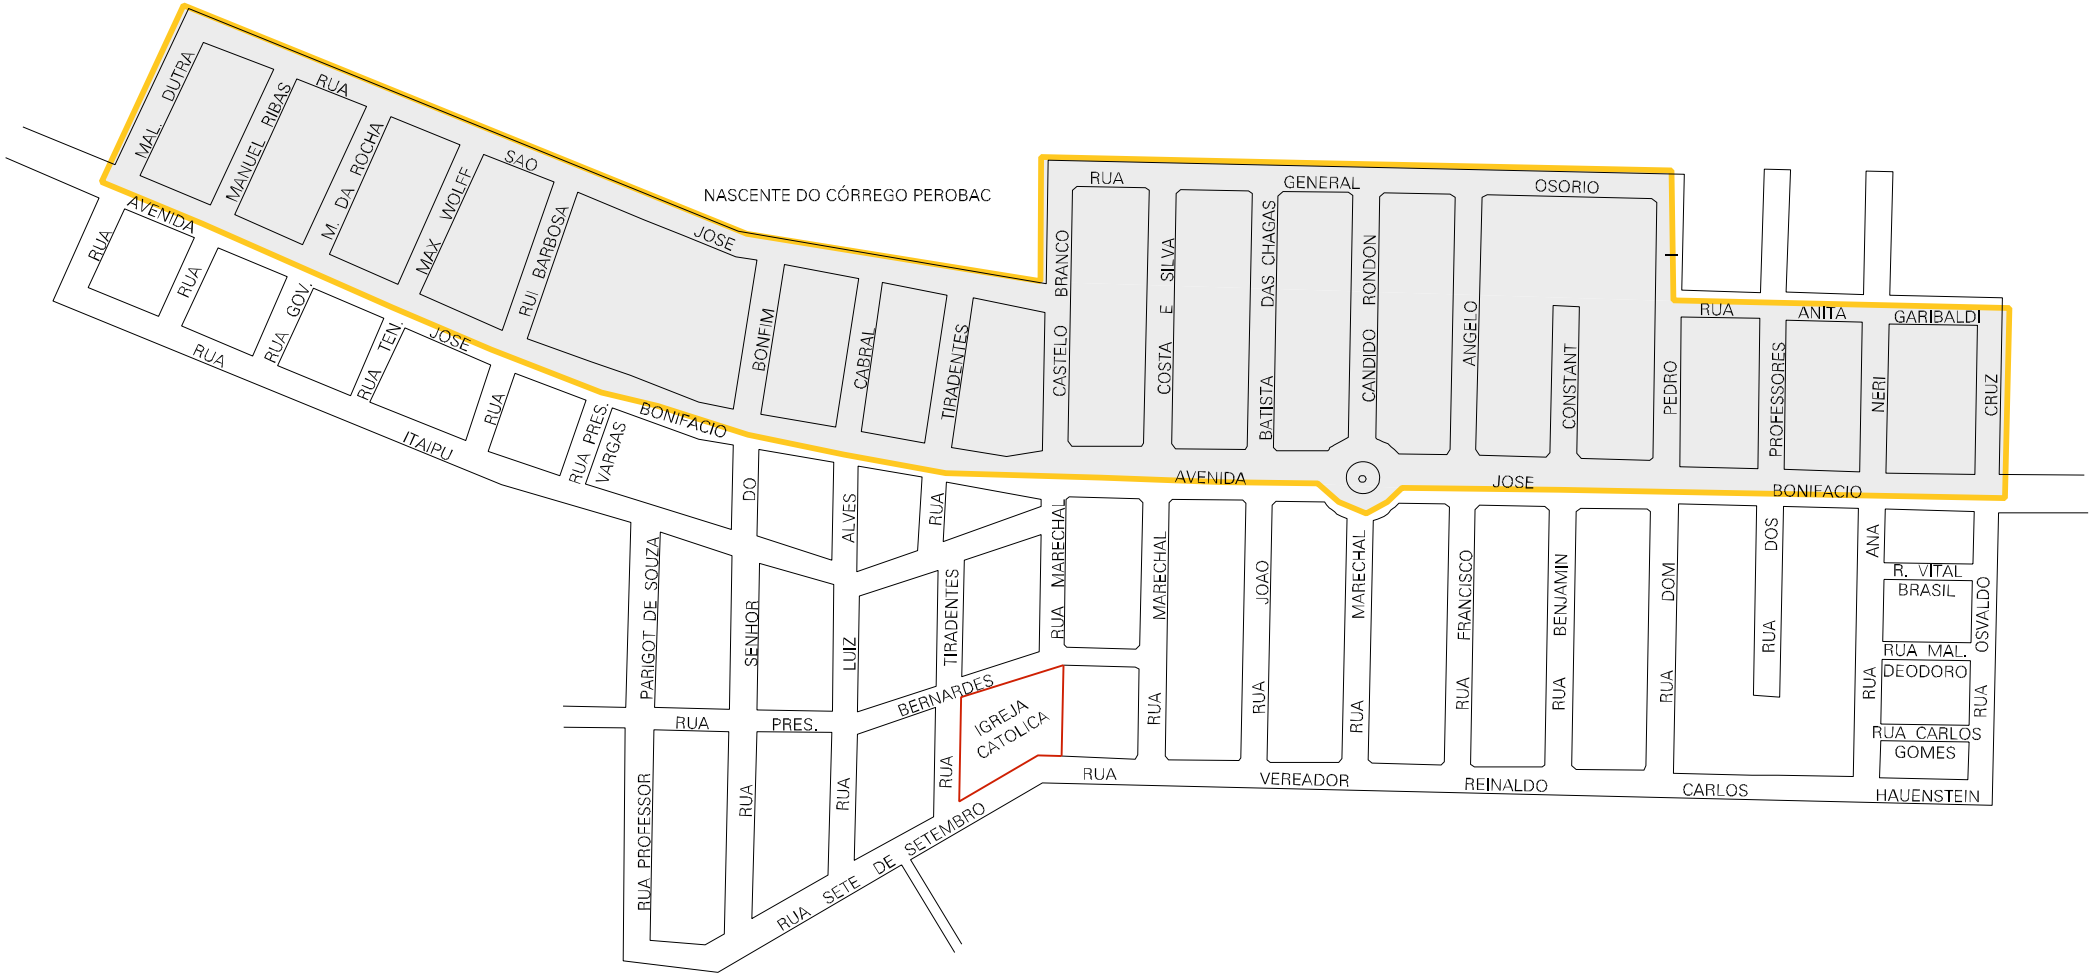 RUA SAO JOSE
NASCENTE DO CÓRREGO PEROBAC
RUA GENERAL OSORIO
RUA ANITA GARIBALDI
RUA MAL. DUTRA
RUA MANUEL RIBAS
RUA GOV. M. DA ROCHA
RUA TEN. MAX WOLFF
RUA RUI BARBOSA
RUA PRES. VARGAS
AVENIDA JOSE BONIFACIO
RUA ITAIPU
RUA PROFESSOR PARIGOT DE SOUZA
RUA SENHOR DO BONFIM
RUA LUIZ ALVES CABRAL
RUA TIRADENTES
RUA TIRADENTES
RUA MARECHAL CASTELO BRANCO
RUA MARECHAL COSTA E SILVA
RUA JOAO BATISTA DAS CHAGAS
RUA MARECHAL CANDIDO RONDON
RUA FRANCISCO ANGELO
RUA BENJAMIN CONSTANT
RUA DOM PEDRO
RUA DOS PROFESSORES
RUA ANA NERI
RUA OSVALDO CRUZ
AVENIDA JOSE BONIFACIO
R. VITAL
BRASIL
RUA MAL.
DEODORO
RUA CARLOS
GOMES
RUA PRES. BERNARDES
IGREJA
CATOLICA
RUA SETE DE SETEMBRO
RUA VEREADOR REINALDO CARLOS HAUENSTEIN